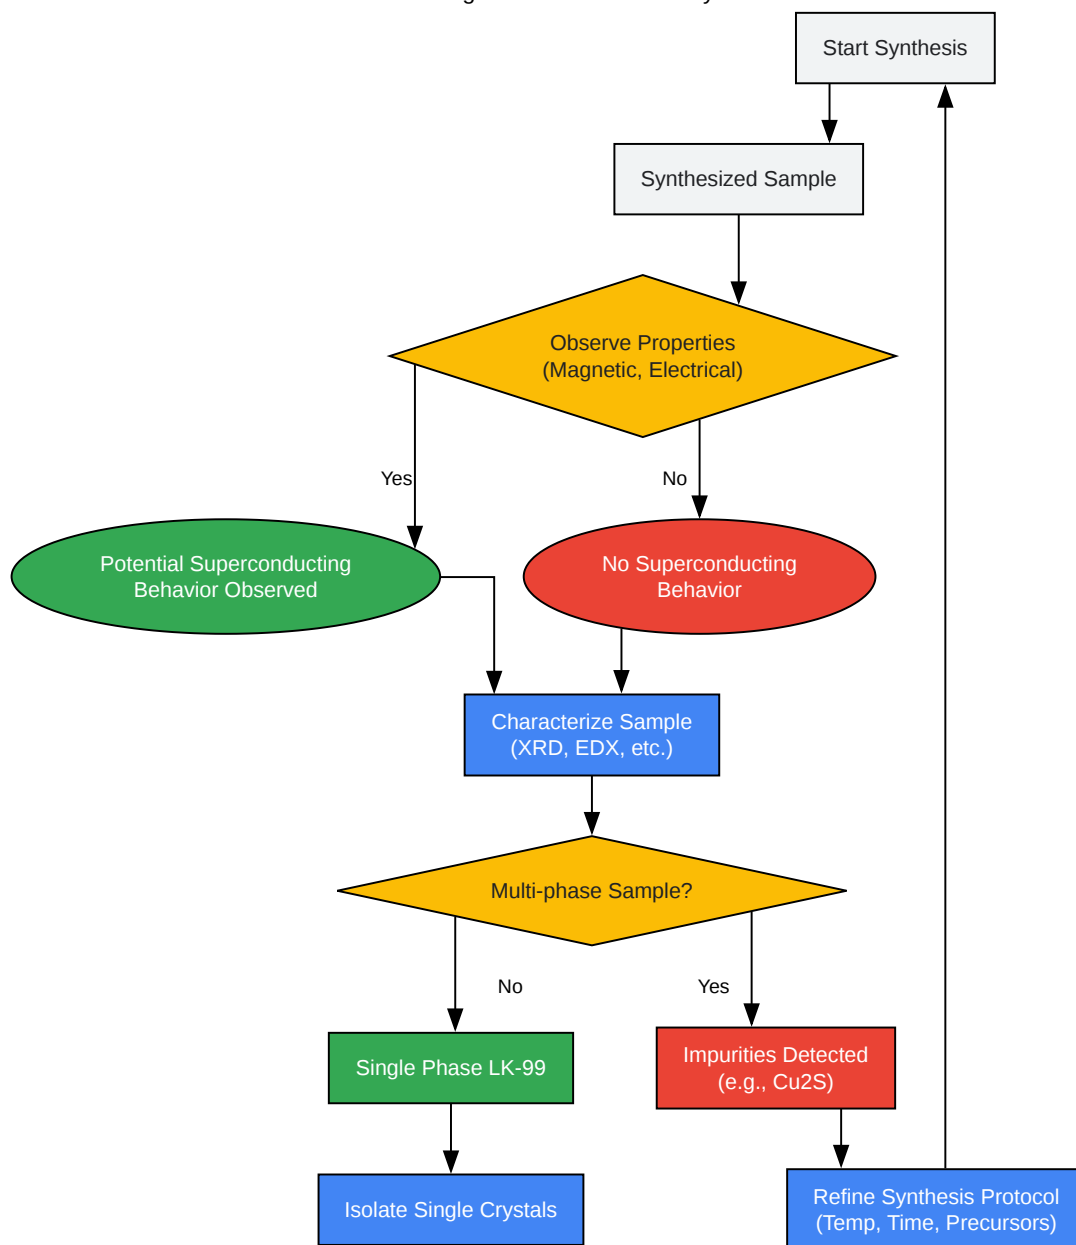 Start Synthesis
Synthesized Sample
Observe Properties
(Magnetic, Electrical)
Yes
No
Potential Superconducting
Behavior Observed
No Superconducting
Behavior
Characterize Sample
(XRD, EDX, etc.)
Multi-phase Sample?
No
Yes
Single Phase LK-99
Impurities Detected
(e.g., Cu2S)
Isolate Single Crystals
Refine Synthesis Protocol
(Temp, Time, Precursors)